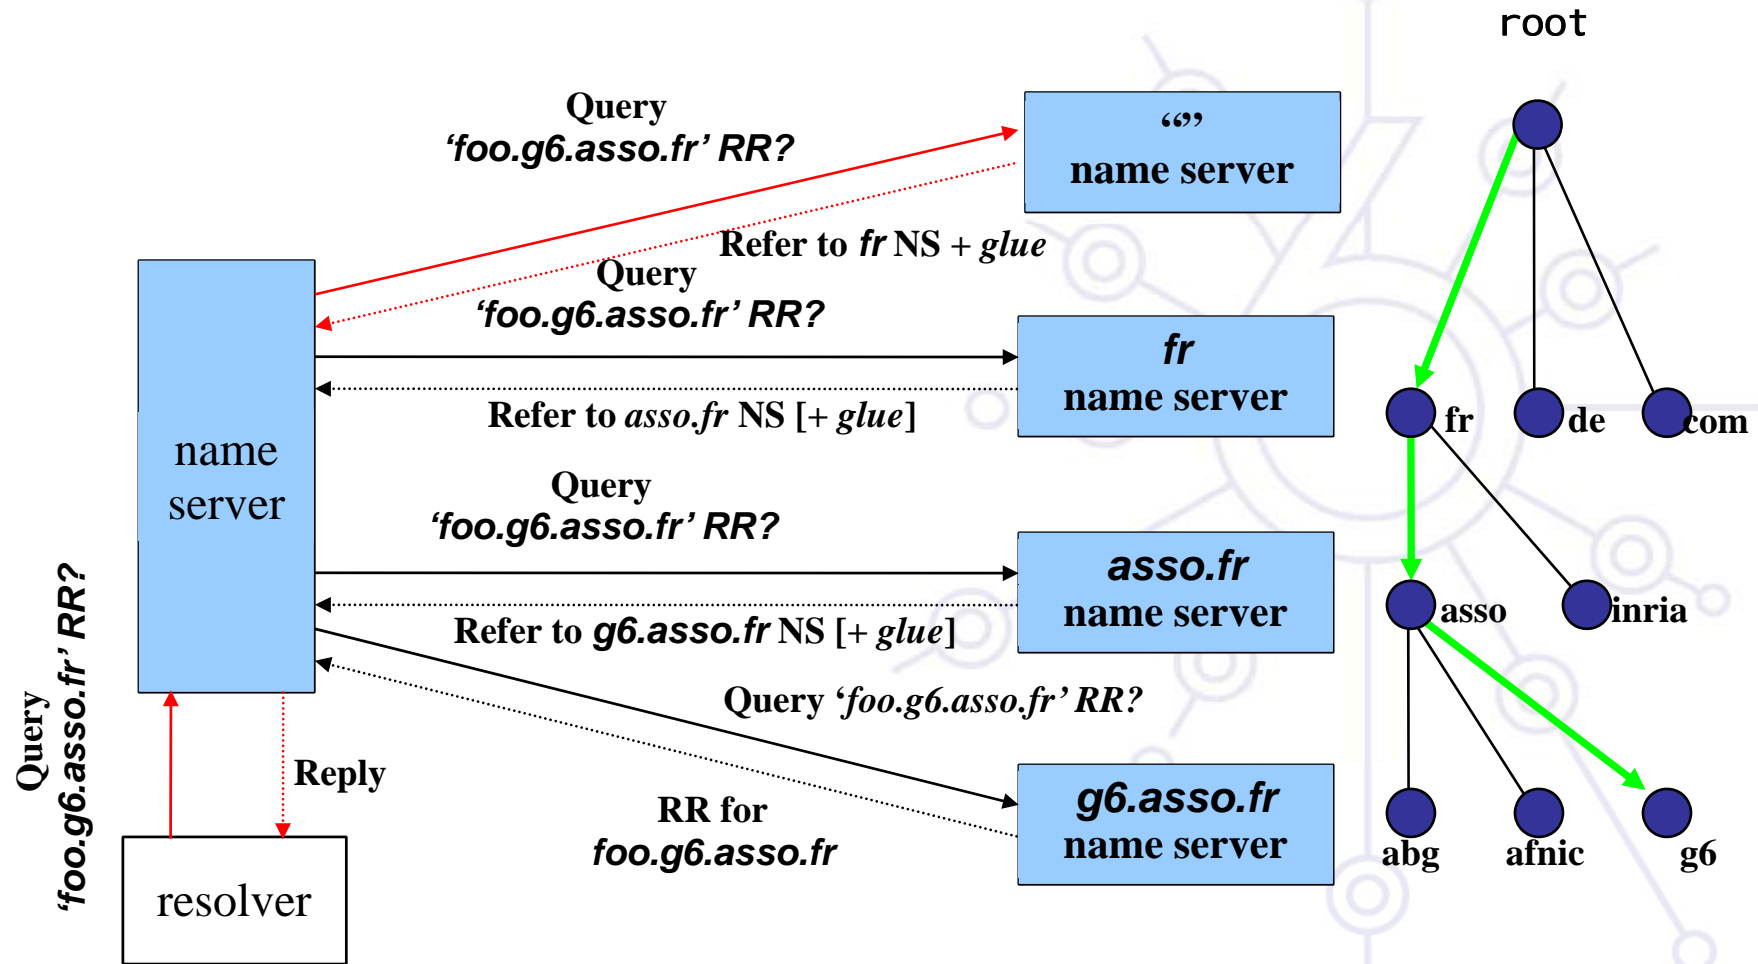 root
Query
‘foo.g6.asso.fr’ RR?
“”
name server
Refer to fr NS + glue
Query
‘foo.g6.asso.fr’ RR?
fr
name server
Refer to asso.fr NS [+ glue]
fr
de
com
name
server
Query
‘foo.g6.asso.fr’ RR?
asso.fr
name server
Refer to g6.asso.fr NS [+ glue]
asso
inria
Query
‘foo.g6.asso.fr’ RR?
Query ‘foo.g6.asso.fr’ RR?
Reply
RR for
foo.g6.asso.fr
g6.asso.fr
name server
abg
afnic
g6
resolver